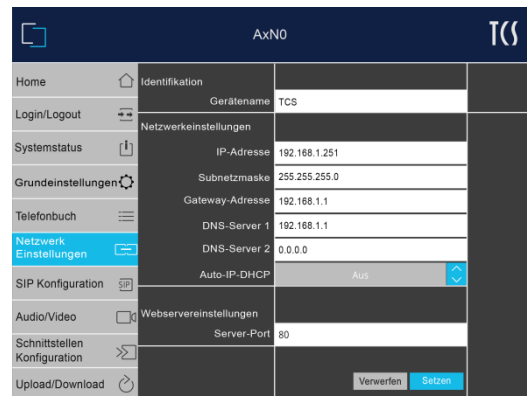 AxN0
TCS
Home
Login/Logout
Systemstatus
Grundeinstellungen
Telefonbuch
Netzwerk
Einstellungen
SIP Konfiguration
SIP
Audio/Video
Schnittstellen
Konfiguration
Upload/Download
Identifikation
Gerätename TCS
Netzwerkeinstellungen
IP-Adresse 192.168.1.251
Subnetzmaske 255.255.255.0
Gateway-Adresse 192.168.1.1
DNS-Server 1 192.168.1.1
DNS-Server 2 0.0.0.0
Auto-IP-DHCP Aus
Webservereinstellungen
Server-Port 80
Verwerfen Setzen